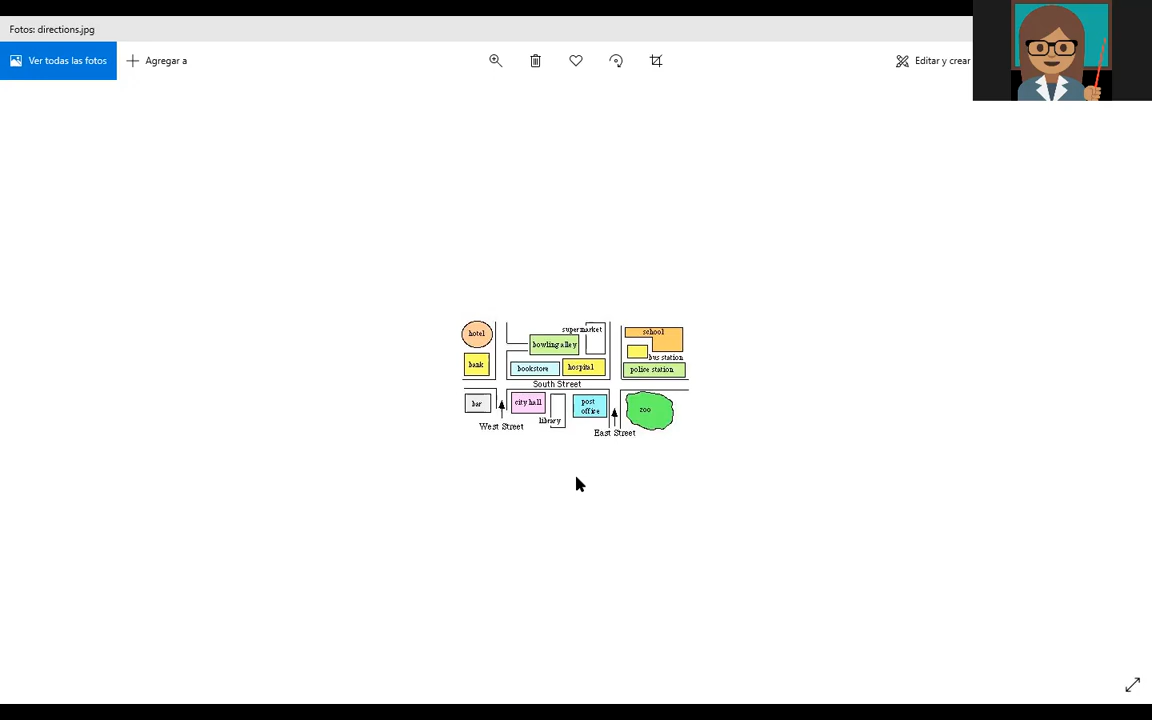 Fotos: directions.jpg
Ver todas las fotos
Agregar a
Editar y crear
hotel
supermarket
school
bowling alley
bus station
bank
bookstore
hospital
police station
South Street
bar
city hall
library
post
office
zoo
West Street
East Street